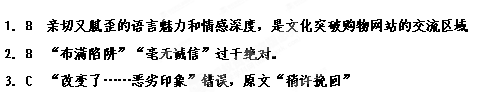 1. B 亲切又尴尬的语言魅力和情感深度，是文化突破购物网站的交流区域
2. B “布满陷阱”“毫无诚信”过于绝对。
3. C “改变了……恶劣印象”错误，原文“稍许挽回”